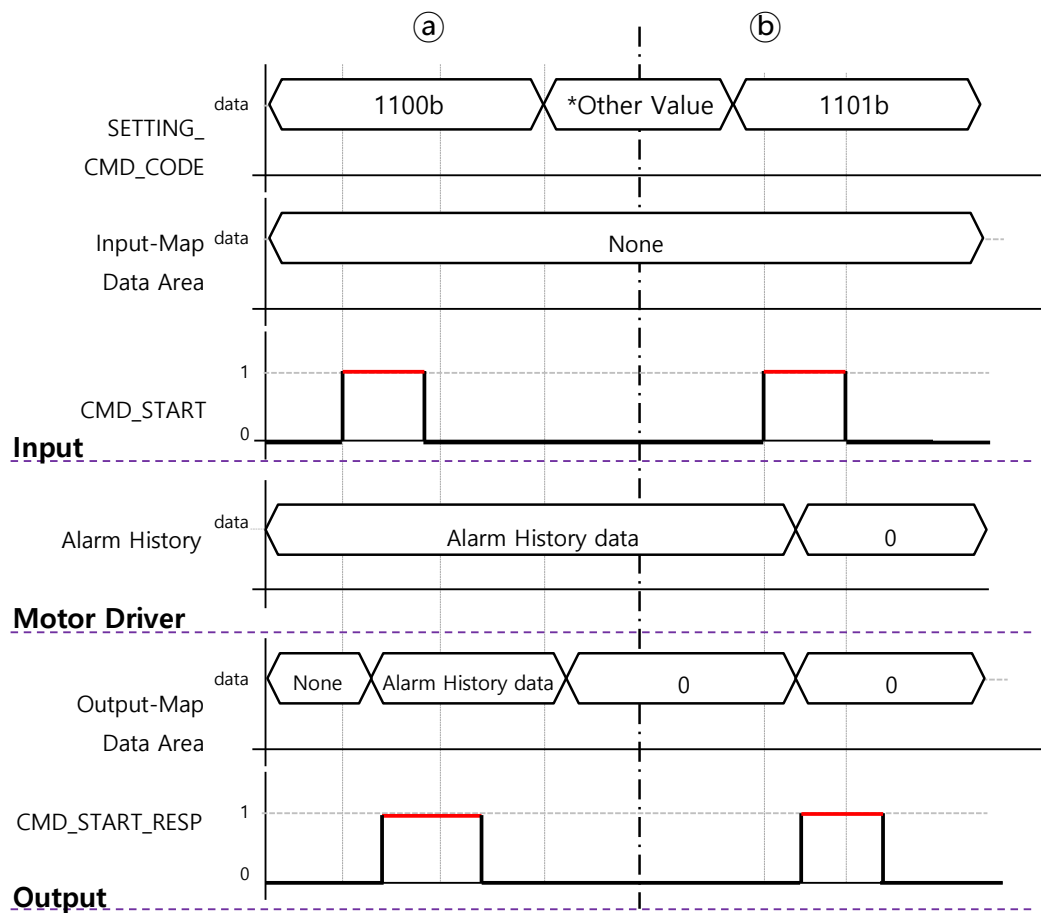 ⓐ
ⓑ
data
1100b
*Other Value
1101b
SETTING_
CMD_CODE
Input-Map
data
None
Data Area
1
CMD_START
0
Input
data
Alarm History
Alarm History data
0
Motor Driver
data
None
Alarm History data
0
0
Output-Map
Data Area
1
CMD_START_RESP
0
Output